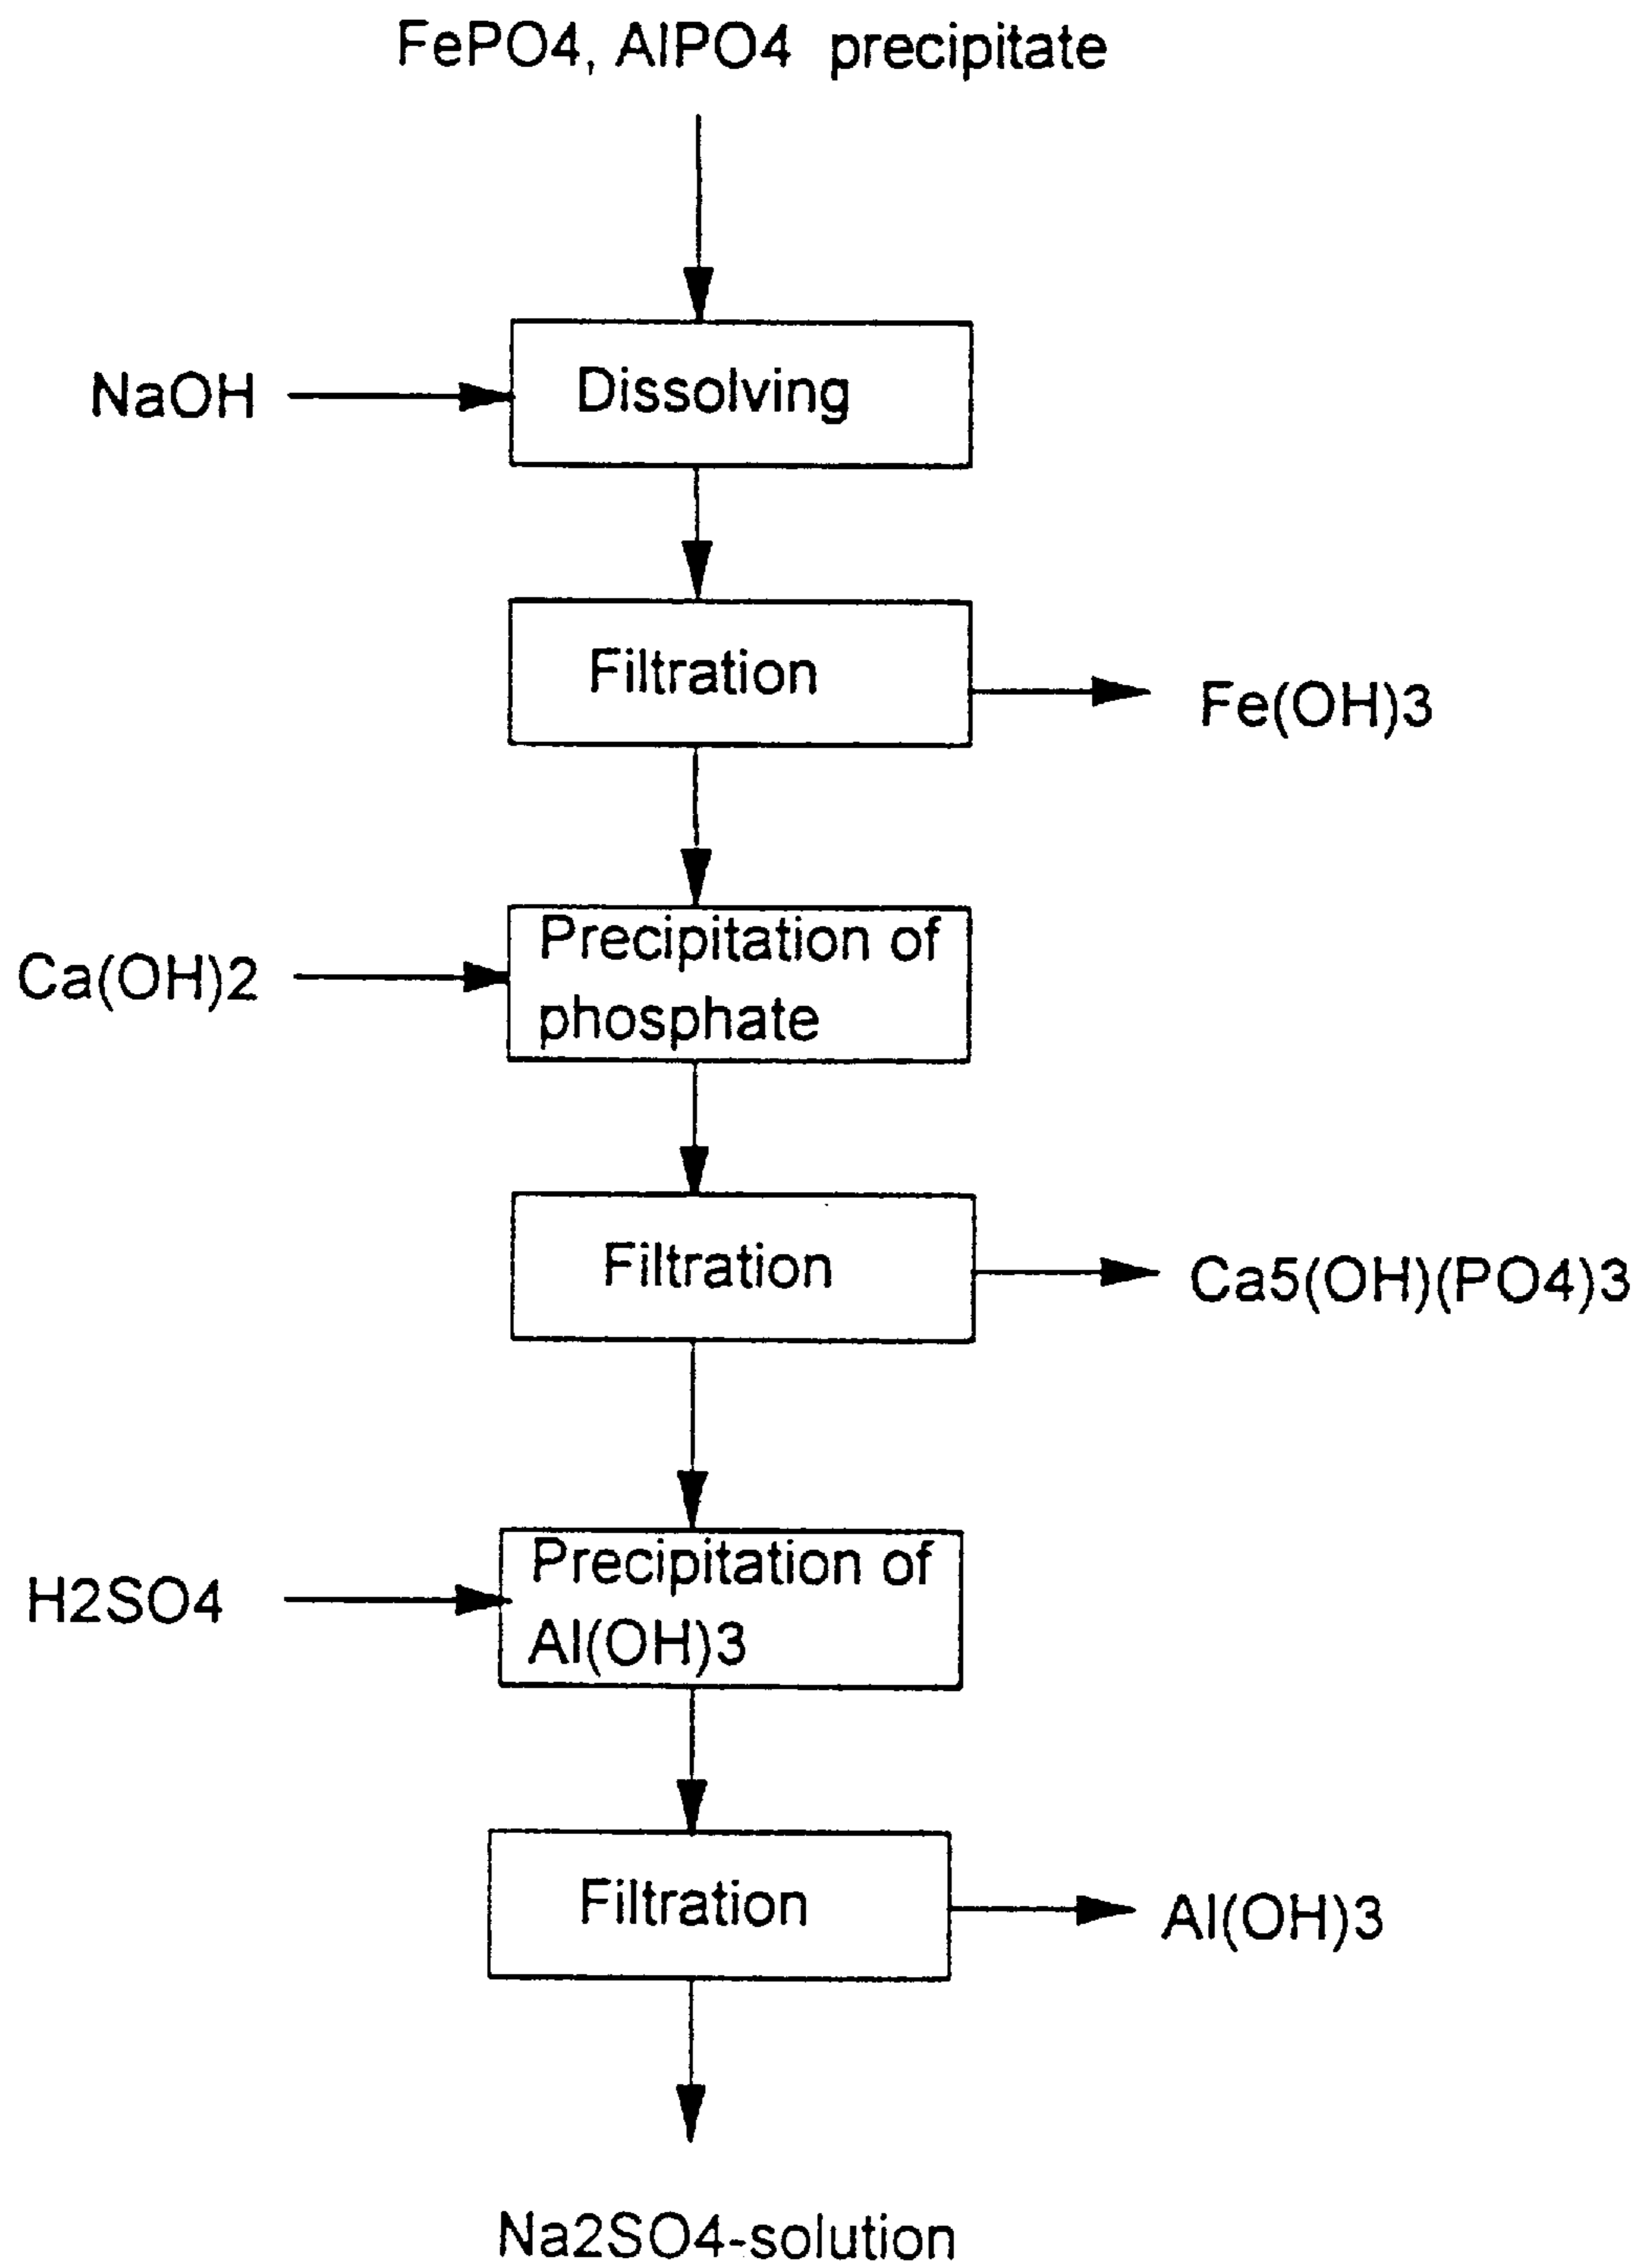 FePO4, AlPO4 precipitate
NaOH
Dissolving
Filtration
Fe(OH)3
Ca(OH)2
Precipitation of
phosphate
Filtration
Ca5(OH)(PO4)3
H2SO4
Precipitation of
Al(OH)3
Filtration
Al(OH)3
Na2SO4-solution